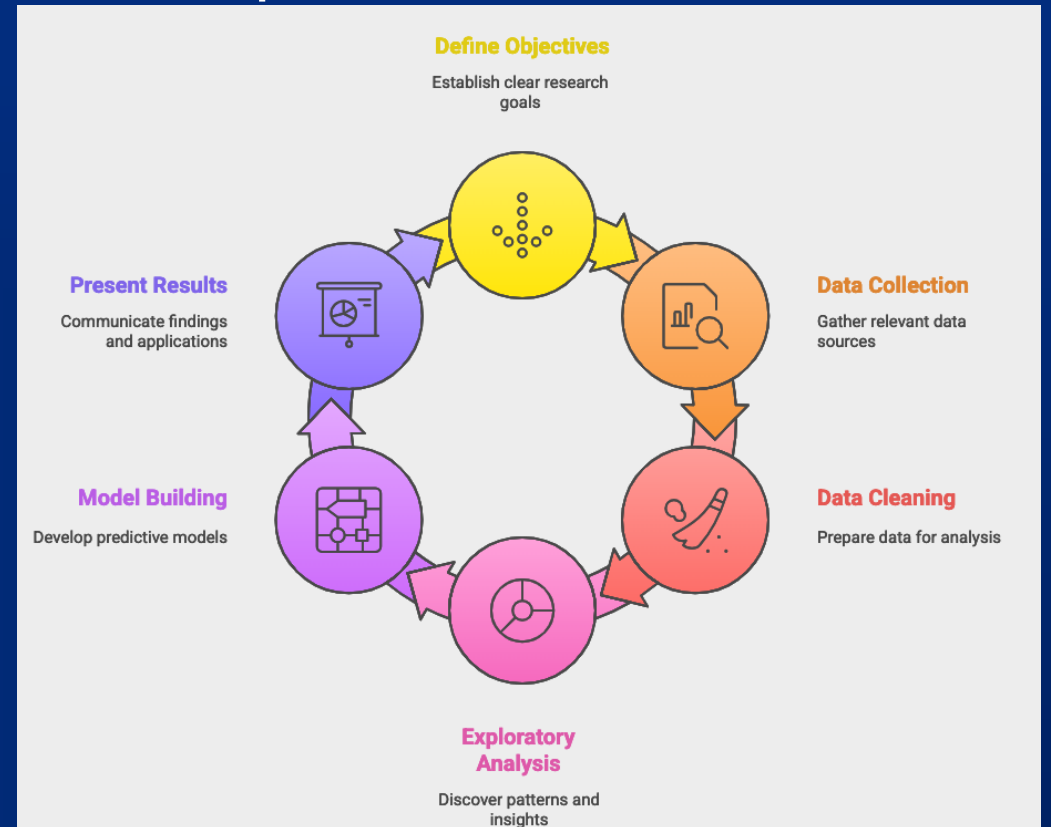 Define Objectives
Establish clear research
goals
Present Results
Communicate findings
and applications
Data Collection
Gather relevant data
sources
Model Building
Develop predictive models
Data Cleaning
Prepare data for analysis
Exploratory
Analysis
Discover patterns and
insights